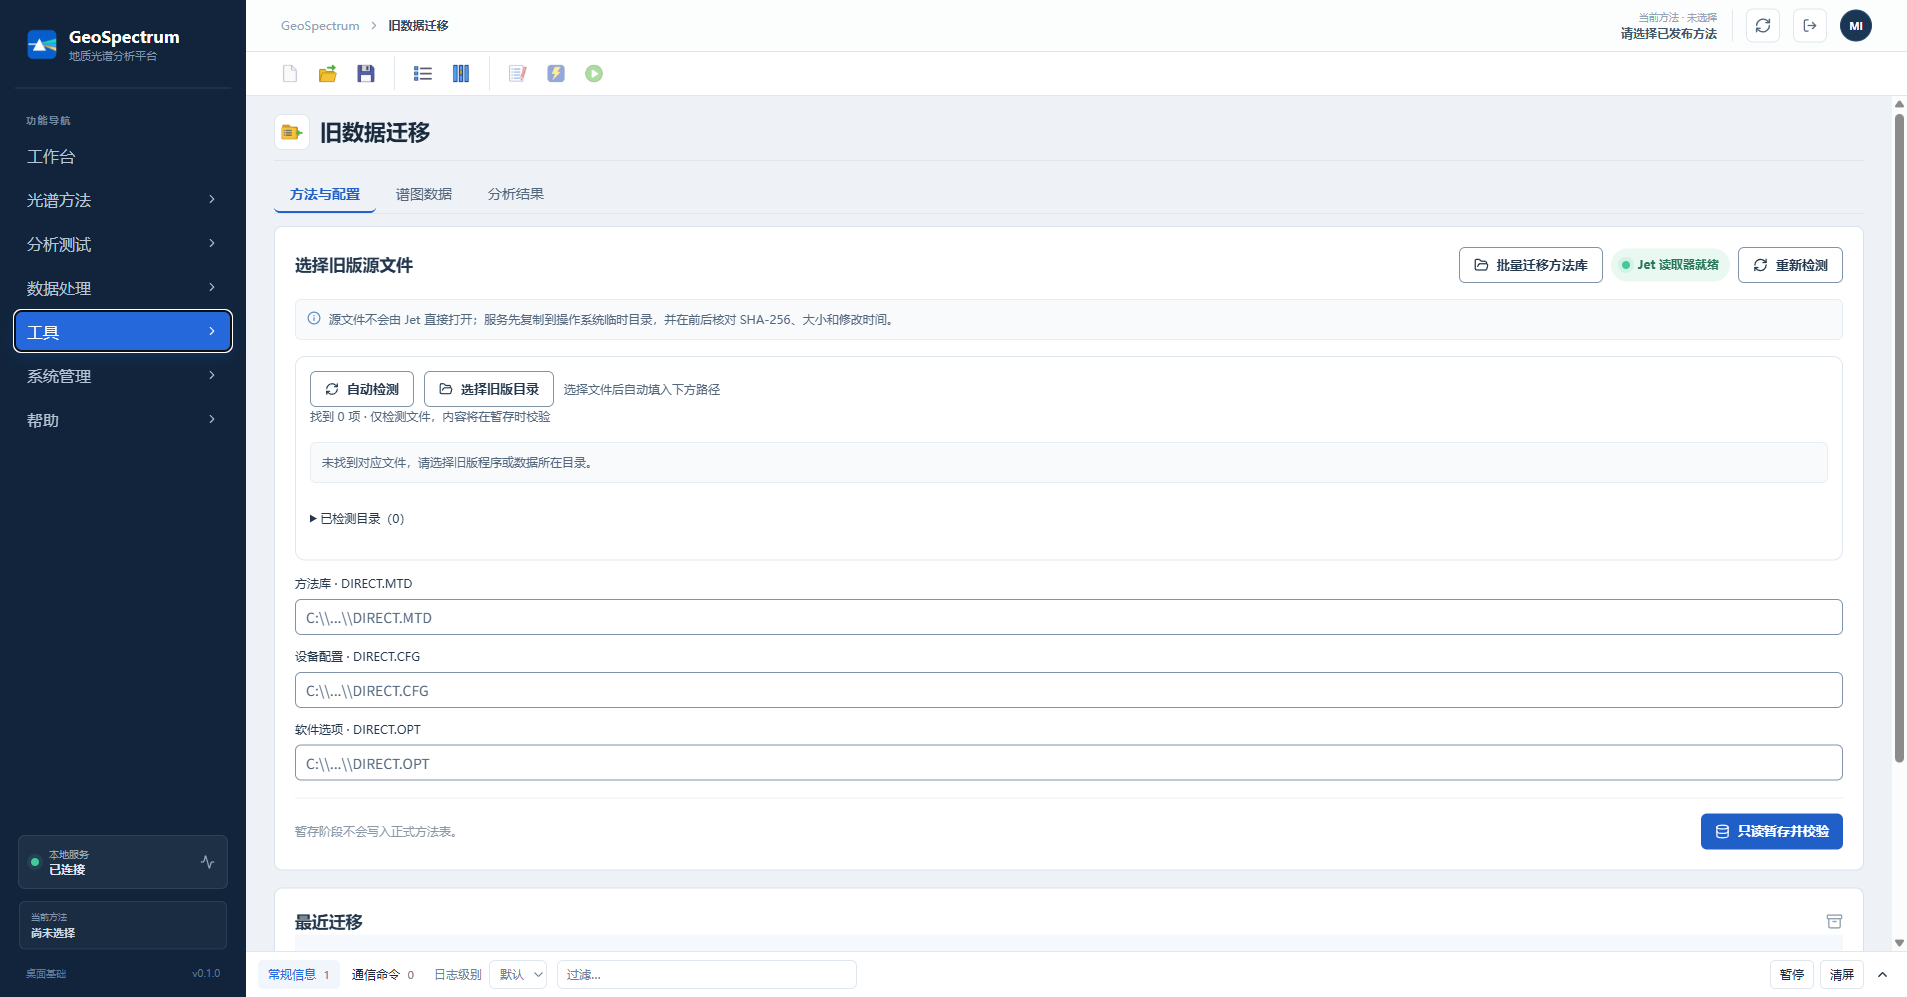 GeoSpectrum
地质光谱分析平台
功能导航
工作台
光谱方法
分析测试
数据处理
工具
系统管理
帮助
本地服务
已连接
当前方法
尚未选择
桌面基础
v0.1.0
GeoSpectrum
旧数据迁移
当前方法 · 未选择
请选择已发布方法
MI
旧数据迁移
方法与配置
谱图数据
分析结果
选择旧版源文件
批量迁移方法库
Jet 读取器就绪
重新检测
源文件不会由 Jet 直接打开；服务先复制到操作系统临时目录，并在前后核对 SHA-256、大小和修改时间。
自动检测
选择旧版目录
选择文件后自动填入下方路径
找到 0 项 · 仅检测文件，内容将在暂存时校验
未找到对应文件，请选择旧版程序或数据所在目录。
已检测目录（0）
方法库 · DIRECT.MTD
C:\\...\\DIRECT.MTD
设备配置 · DIRECT.CFG
C:\\...\\DIRECT.CFG
软件选项 · DIRECT.OPT
C:\\...\\DIRECT.OPT
暂存阶段不会写入正式方法表。
只读暂存并校验
最近迁移
常规信息 1
通信命令 0
日志级别
默认
过滤...
暂停
清屏